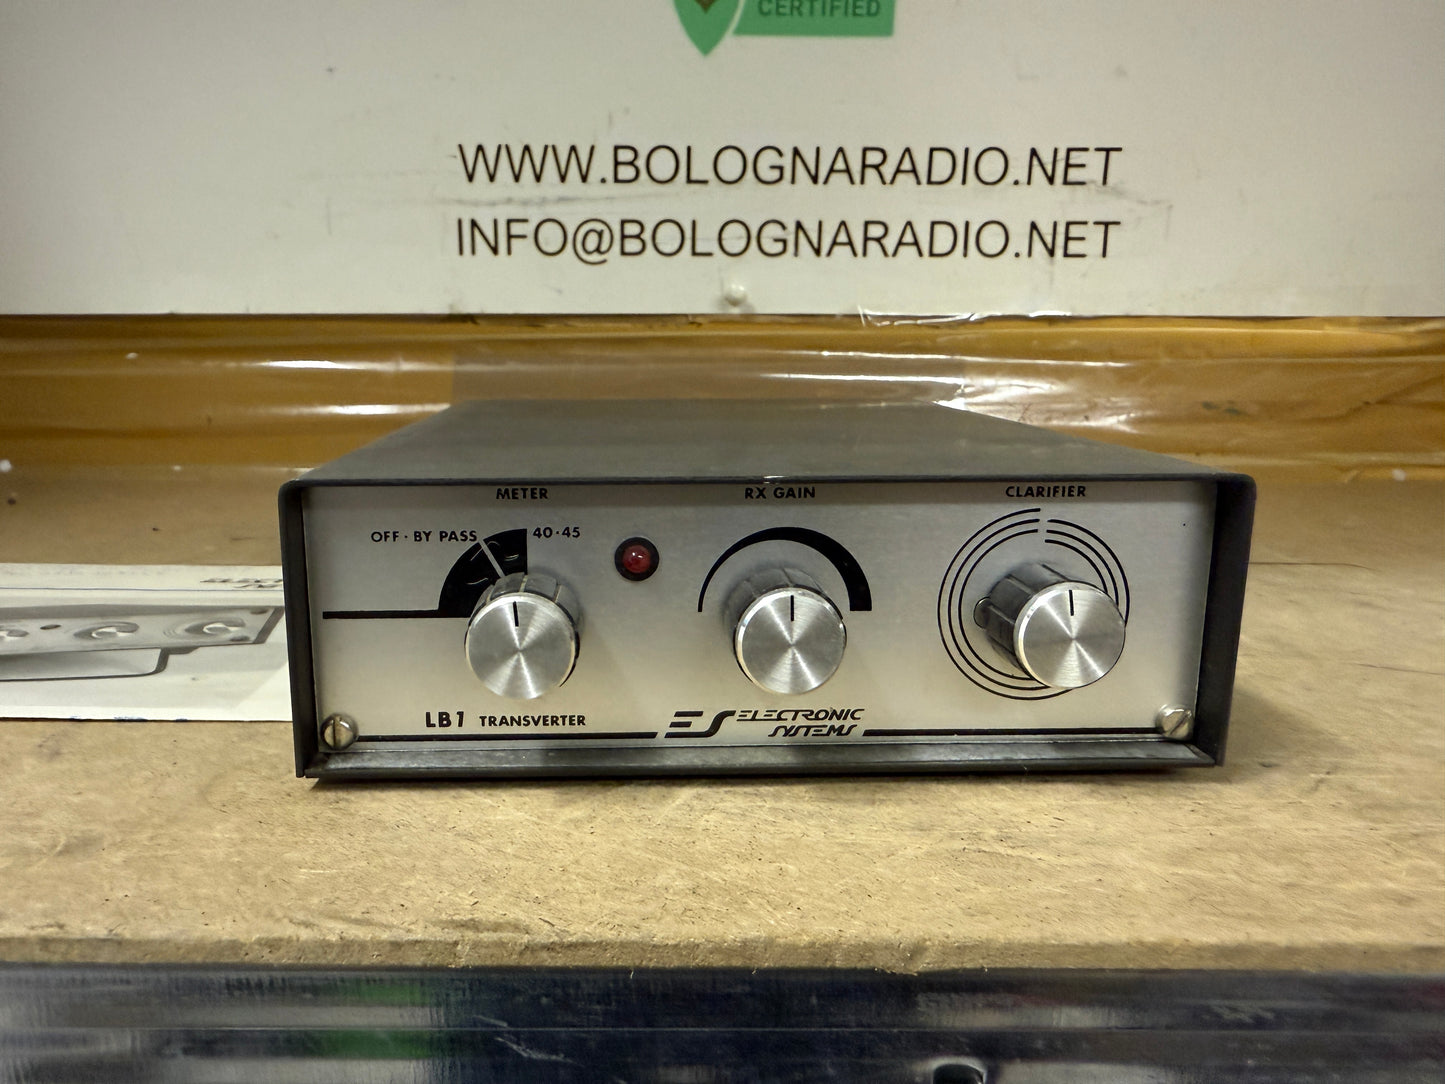 CERTIFIED
WWW.BOLOGNARADIO.NET
INFO@BOLOGNARADIO.NET
METER
RX GAIN
CLARIFIER
OFF · BY PASS
40·45
LB1 TRANSVERTER
ES ELECTRONIC
SYSTEMS